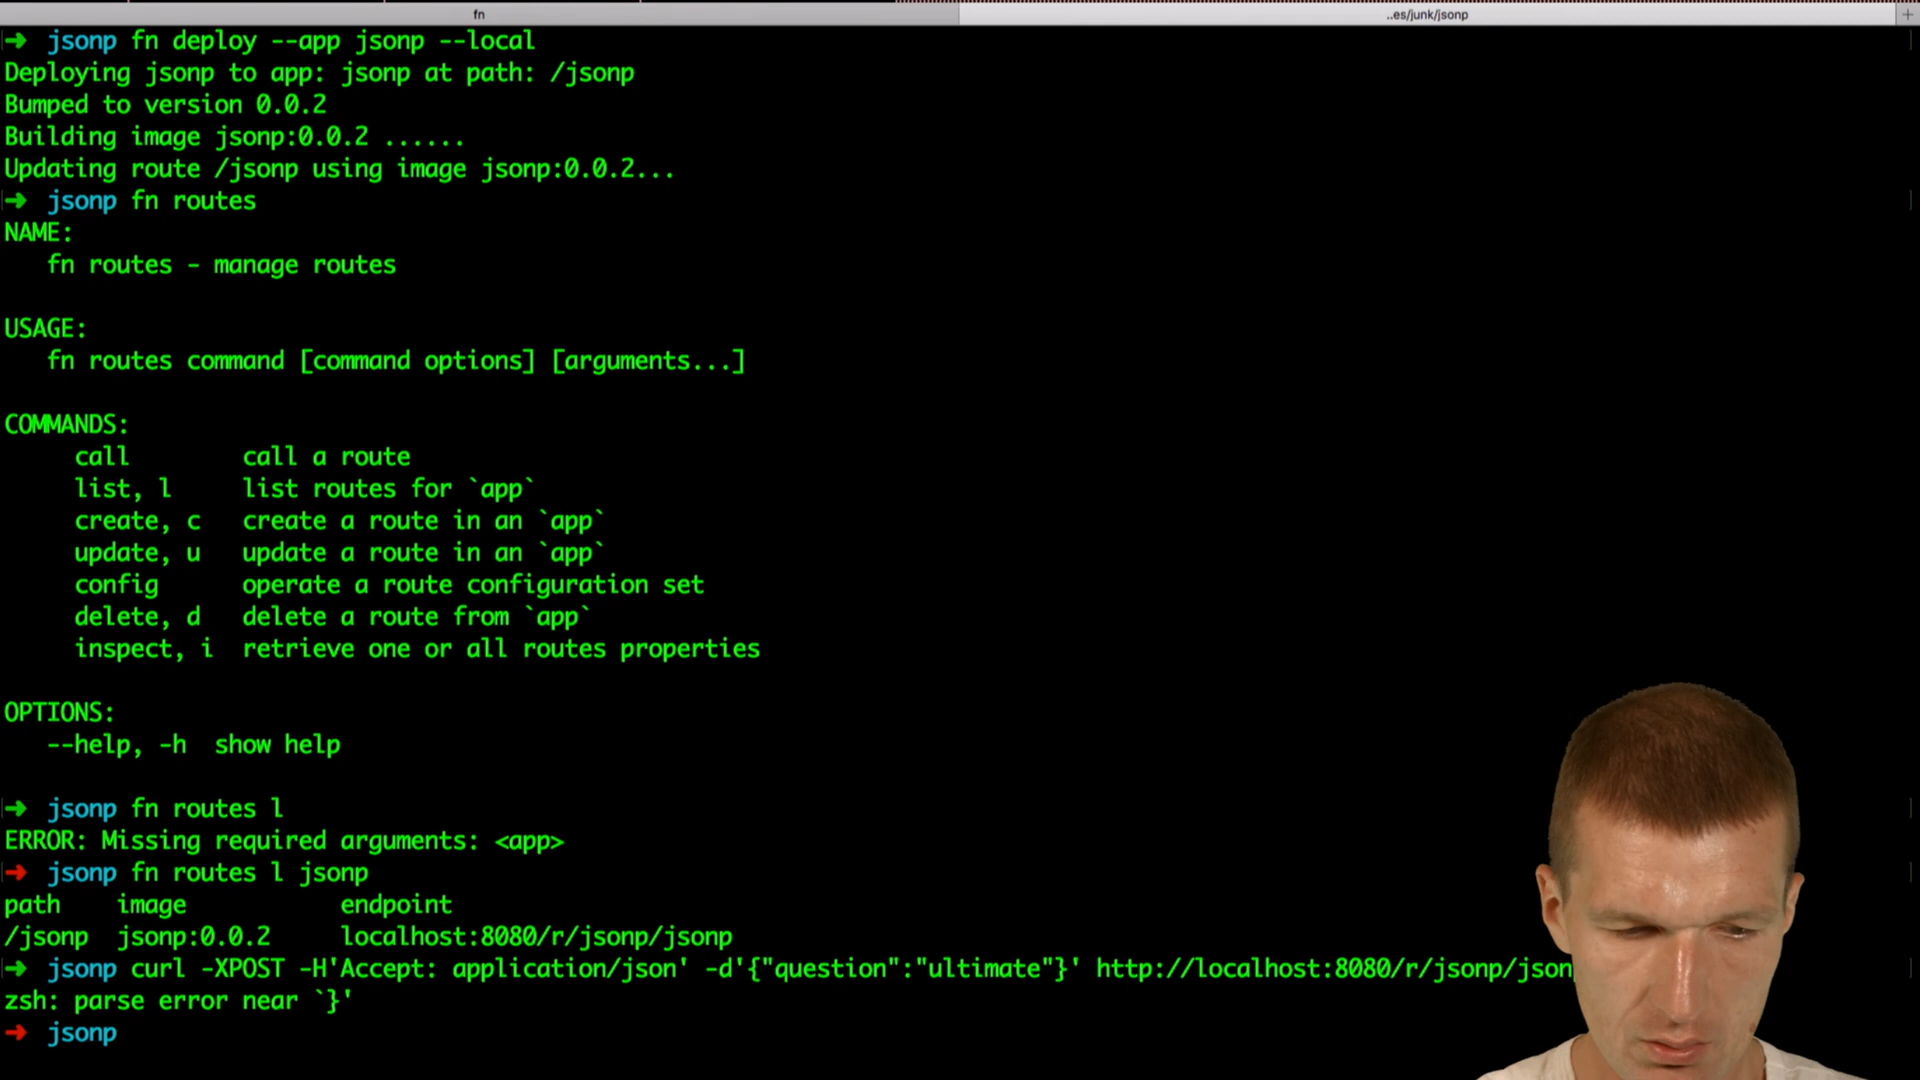 fn
..es/junk/jsonp
+
➜ jsonp fn deploy --app jsonp --local
Deploying jsonp to app: jsonp at path: /jsonp
Bumped to version 0.0.2
Building image jsonp:0.0.2 ......
Updating route /jsonp using image jsonp:0.0.2...
➜ jsonp fn routes
NAME:
fn routes - manage routes
USAGE:
fn routes command [command options] [arguments...]
COMMANDS:
call call a route
list, l list routes for `app`
create, c create a route in an `app`
update, u update a route in an `app`
config operate a route configuration set
delete, d delete a route from `app`
inspect, i retrieve one or all routes properties
OPTIONS:
--help, -h show help
➜ jsonp fn routes l
ERROR: Missing required arguments: <app>
➜ jsonp fn routes l jsonp
path image endpoint
/jsonp jsonp:0.0.2 localhost:8080/r/jsonp/jsonp
➜ jsonp curl -XPOST -H'Accept: application/json' -d'{"question":"ultimate"}' http://localhost:8080/r/jsonp/json
zsh: parse error near `}'
➜ jsonp